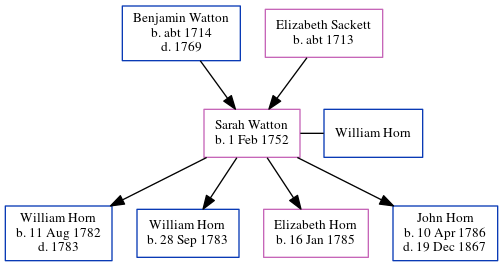 Benjamin Watton
b. abt 1714
d. 1769
Elizabeth Sackett
b. abt 1713
Sarah Watton
b. 1 Feb 1752
William Horn
William Horn
b. 11 Aug 1782
d. 1783
William Horn
b. 28 Sep 1783
Elizabeth Horn
b. 16 Jan 1785
John Horn
b. 10 Apr 1786
d. 19 Dec 1867